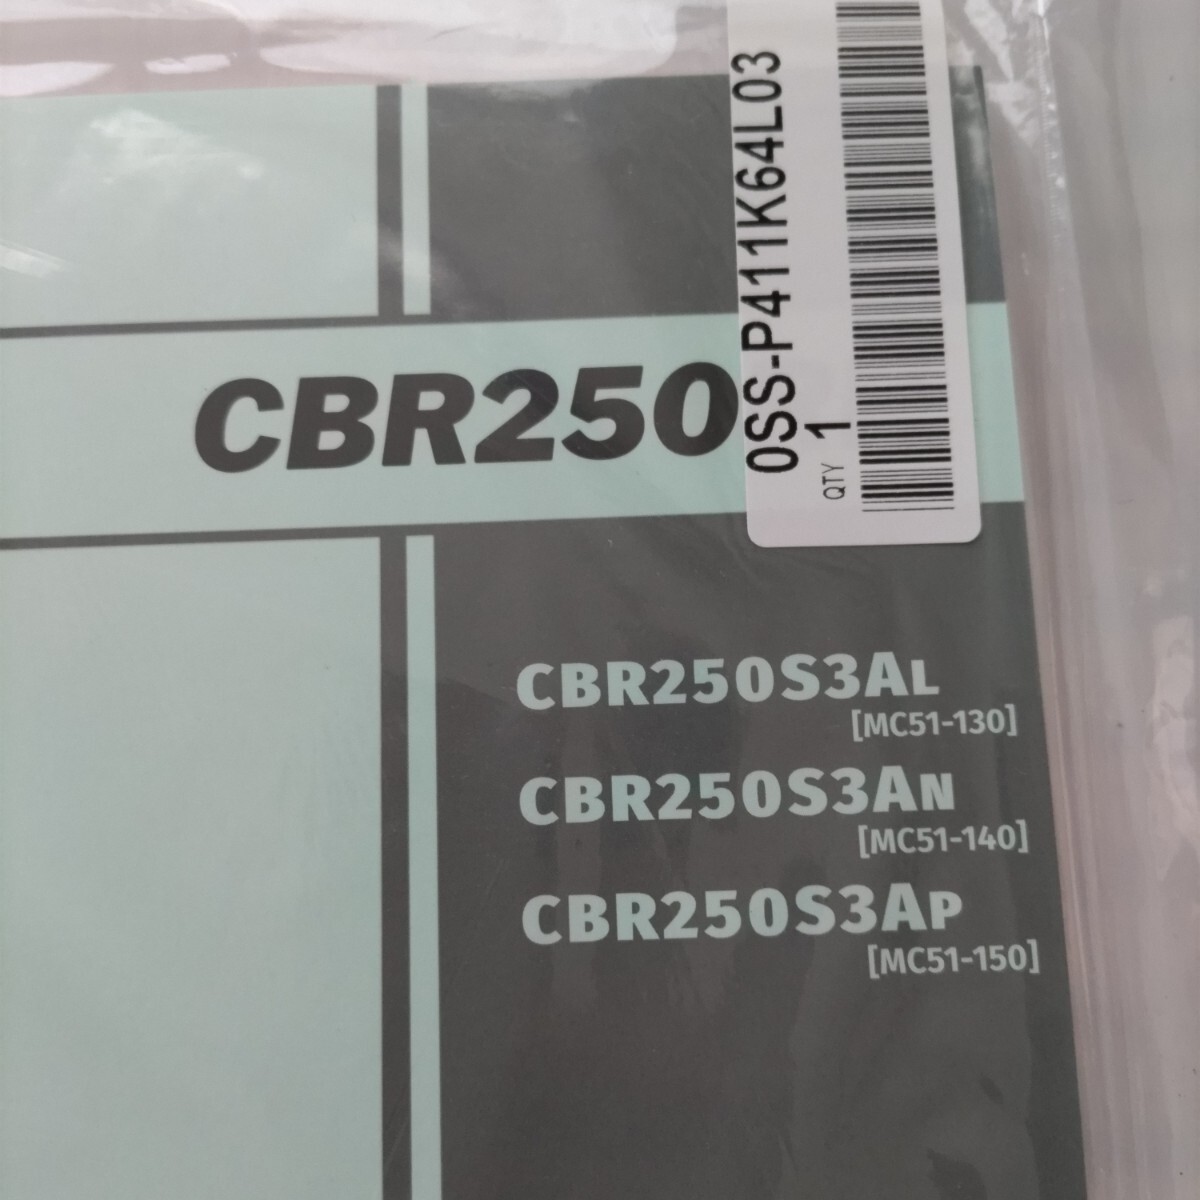 0SS-P411K64L03
QTY 1
CBR250
CBR250S3AL
[MC51-130]
CBR250S3AN
[MC51-140]
CBR250S3AP
[MC51-150]